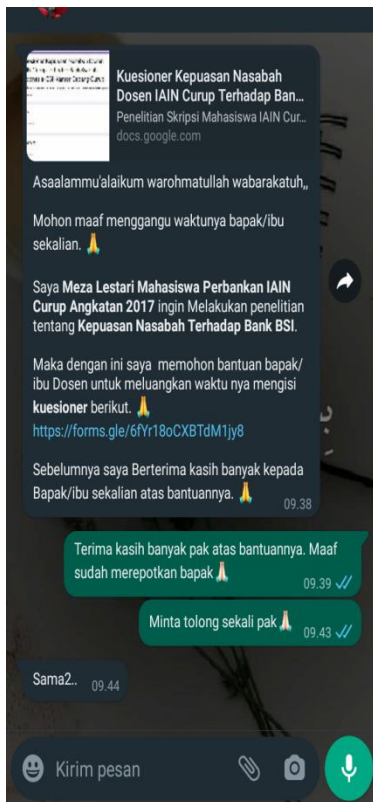 Kuesioner Kepuasan Nasabah
Dosen IAIN Curup Terhadap Ban...
Penelitian Skripsi Mahasiswa IAIN Cur...
docs.google.com
Asaalammu'alaikum warohmatullah wabarakatuh,,
Mohon maaf menggangu waktunya bapak/ibu
sekalian. 🙏
Saya Meza Lestari Mahasiswa Perbankan IAIN
Curup Angkatan 2017 ingin Melakukan penelitian
tentang Kepuasan Nasabah Terhadap Bank BSI.
Maka dengan ini saya memohon bantuan bapak/
ibu Dosen untuk meluangkan waktu nya mengisi
kuesioner berikut. 🙏
https://forms.gle/6fYr18oCXBTdM1jy8
Sebelumnya saya Berterima kasih banyak kepada
Bapak/ibu sekalian atas bantuannya. 🙏
09.38
Terima kasih banyak pak atas bantuannya. Maaf
sudah merepotkan bapak🙏🏻
09.39
Minta tolong sekali pak🙏🏻
09.43
Sama2.. 09.44
Kirim pesan